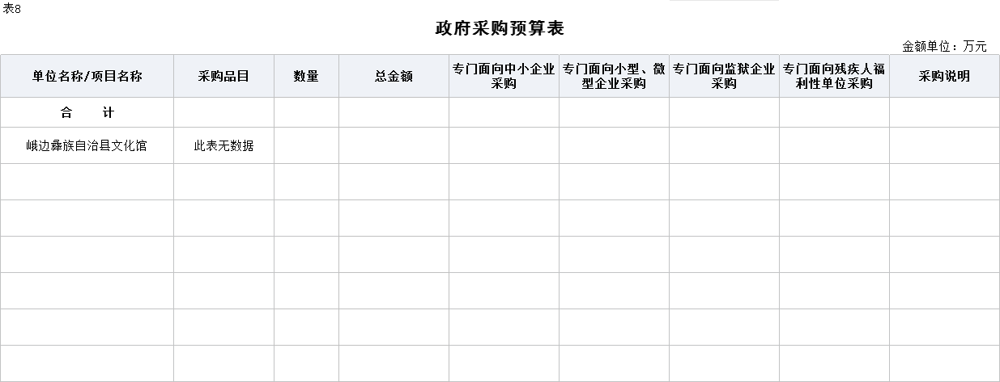 表8
政府采购预算表
金额单位：万元
单位名称/项目名称 采购品目 数量 总金额 专门面向中小企业采购 专门面向小型、微型企业采购 专门面向监狱企业采购 专门面向残疾人福利性单位采购 采购说明
合 计
峨边彝族自治县文化馆 此表无数据